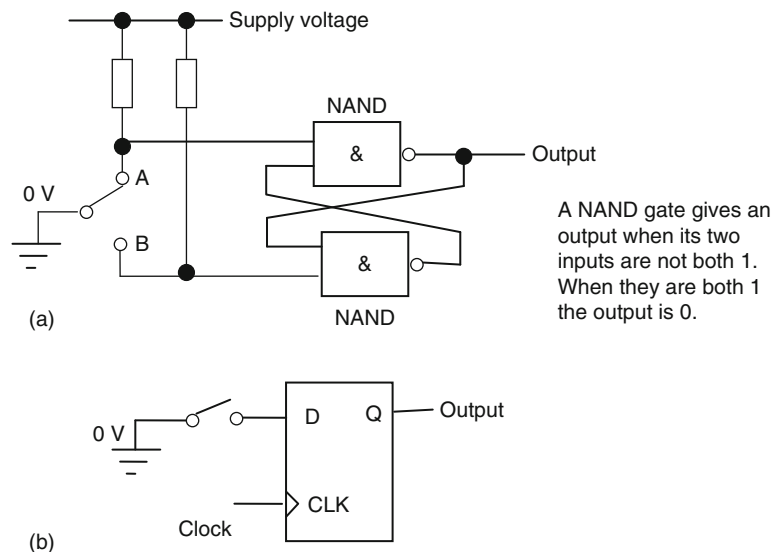 Supply voltage
NAND
&
Output
A
0 V
B
&
NAND
A NAND gate gives an
output when its two
inputs are not both 1.
When they are both 1
the output is 0.
(a)
D
Q
Output
0 V
CLK
Clock
(b)